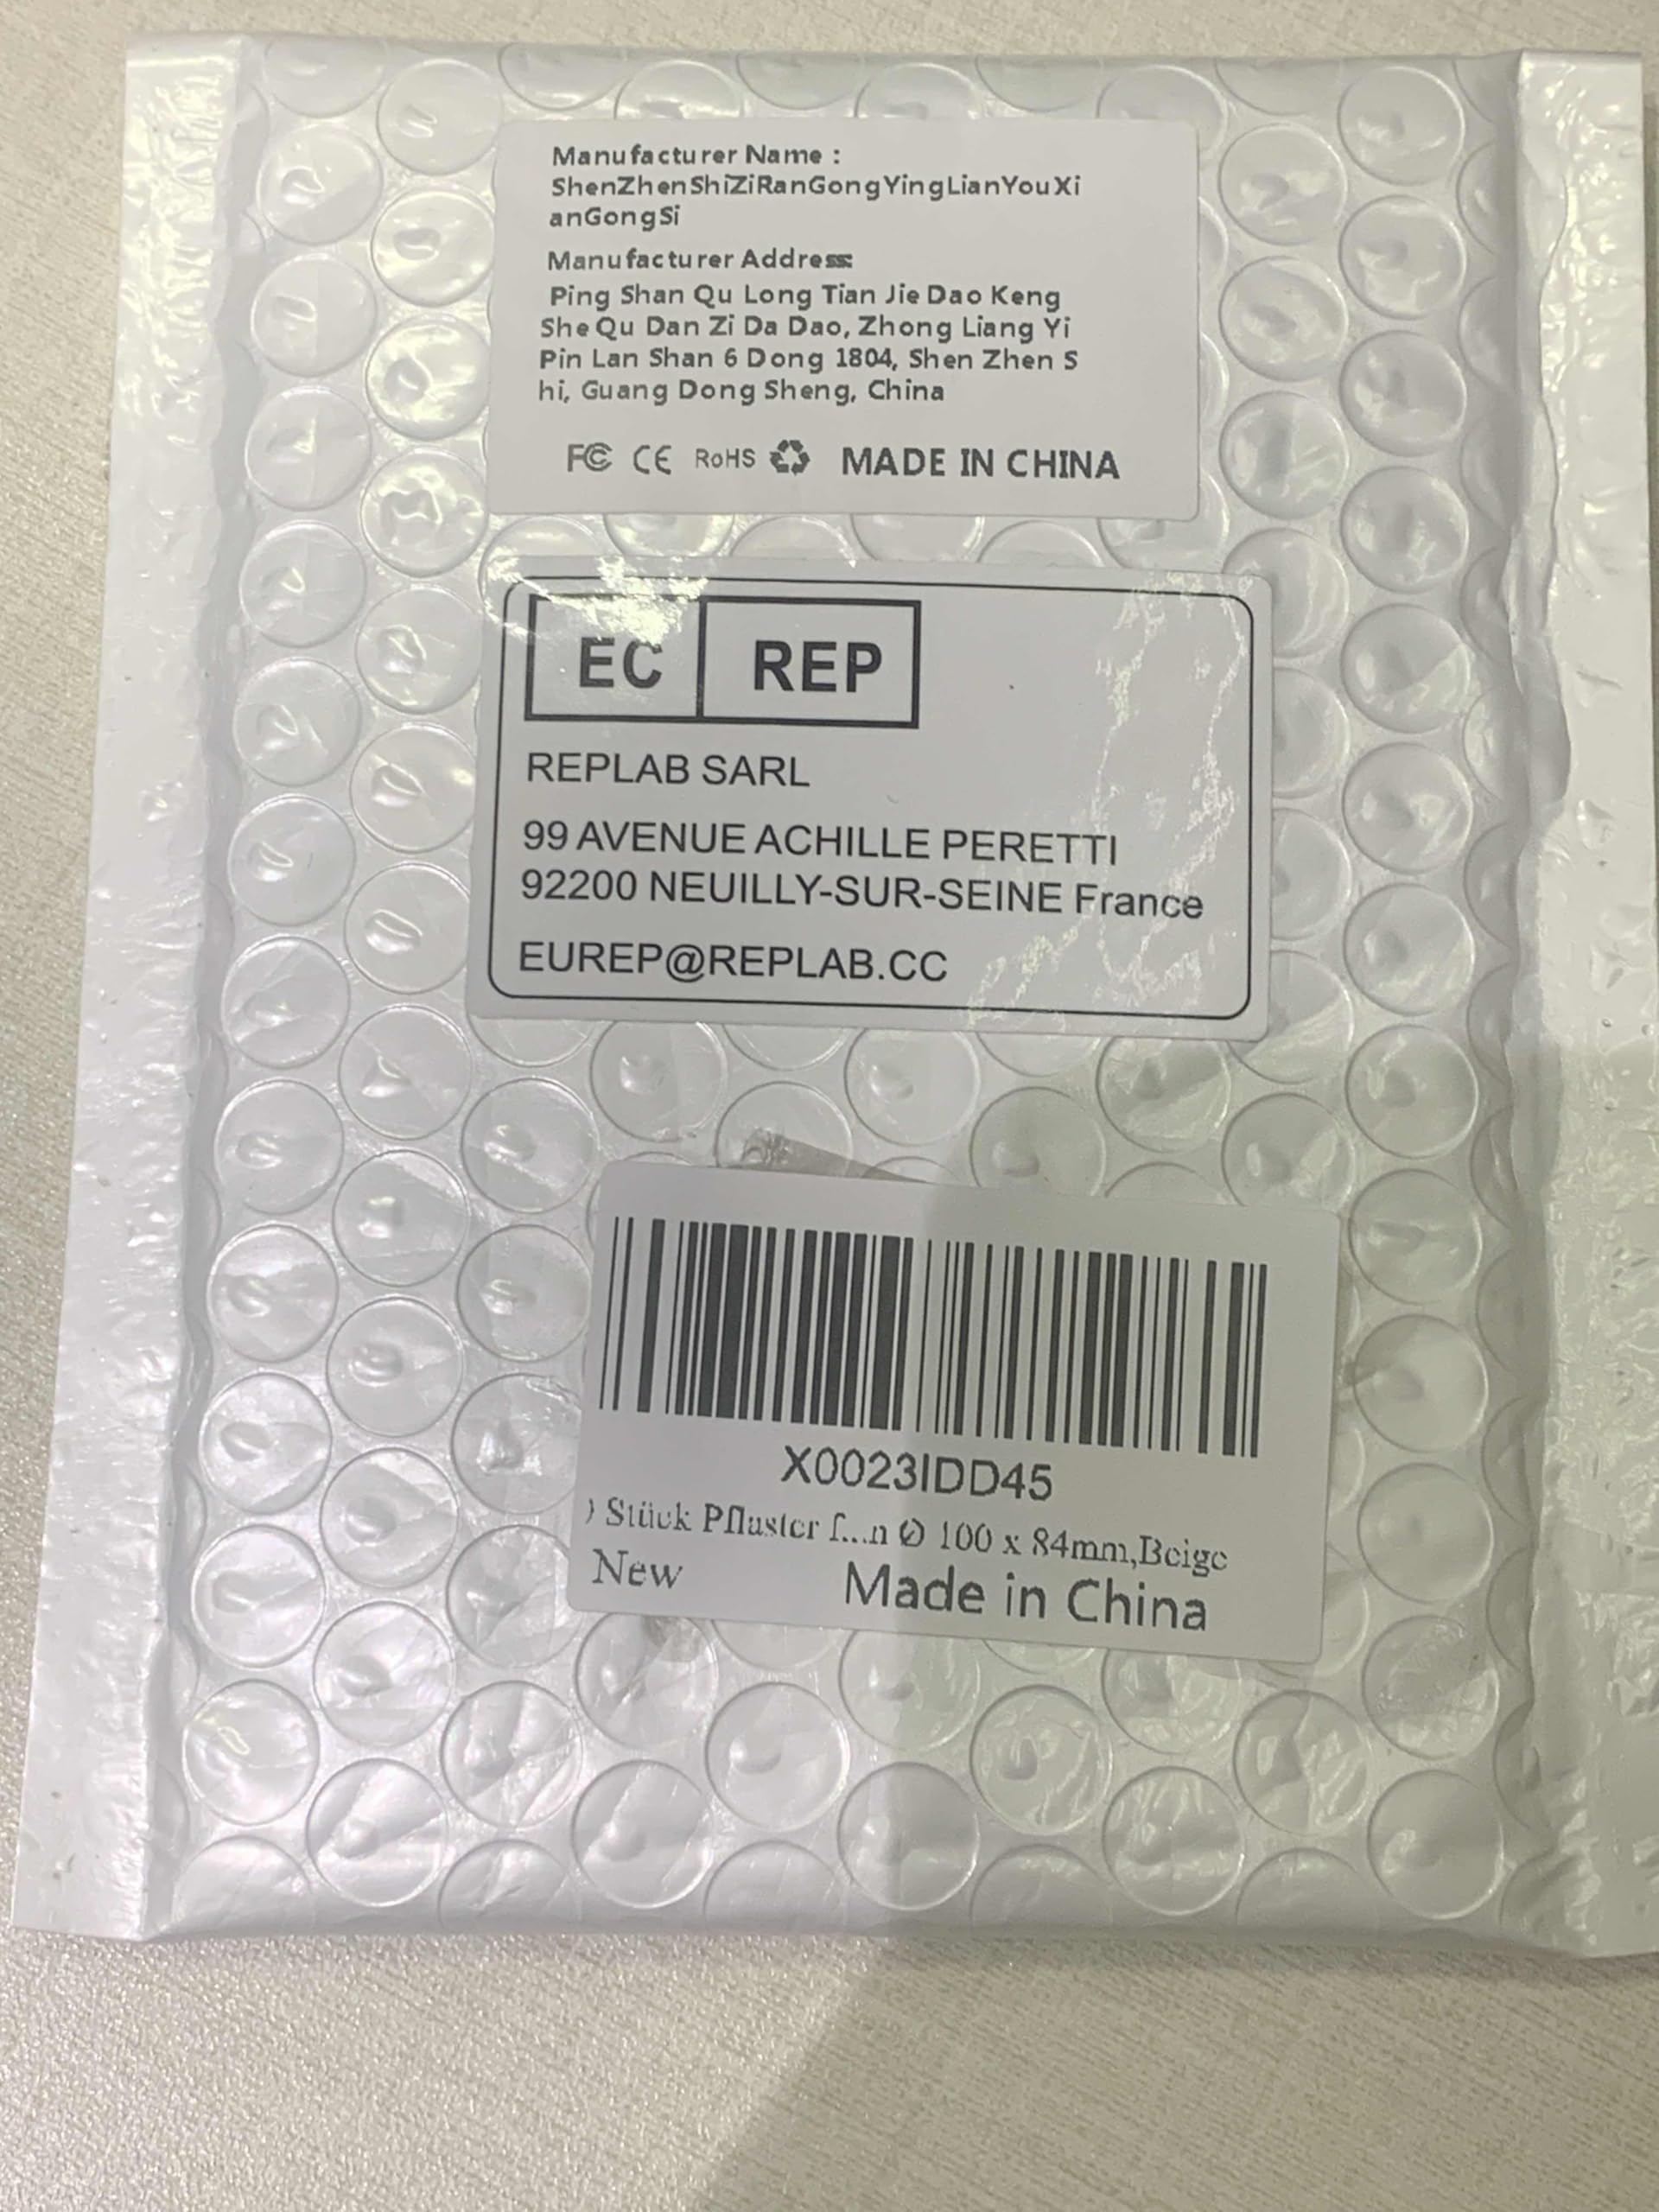 Manufacturer Name :
ShenZhenShiZiRanGongYingLianYouXi
anGongSi
Manufacturer Address:
Ping Shan Qu Long Tian Jie Dao Keng
She Qu Dan Zi Da Dao, Zhong Liang Yi
Pin Lan Shan 6 Dong 1804, Shen Zhen S
hi, Guang Dong Sheng, China
FC CE RoHS MADE IN CHINA
EC REP
REPLAB SARL
99 AVENUE ACHILLE PERETTI
92200 NEUILLY-SUR-SEINE France
EUREP@REPLAB.CC
X0023IDD45
) Stück Pflaster f...n Ø 100 x 84mm,Beige
New Made in China